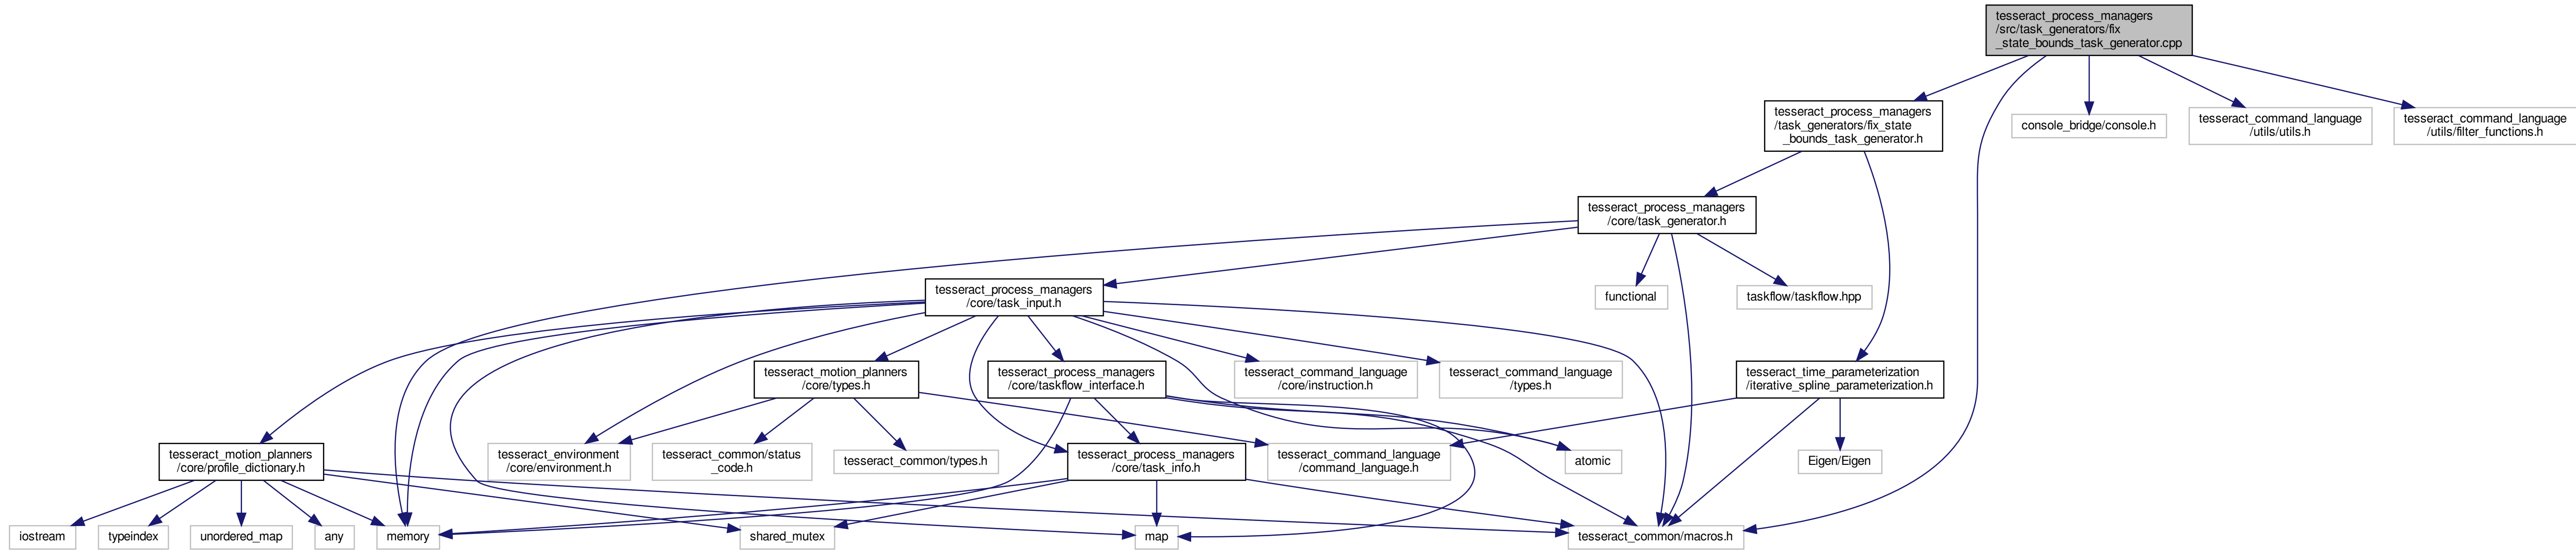 tesseract_process_managers
/src/task_generators/fix
_state_bounds_task_generator.cpp
tesseract_process_managers
/task_generators/fix_state
_bounds_task_generator.h
console_bridge/console.h
tesseract_command_language
/utils/utils.h
tesseract_command_language
/utils/filter_functions.h
tesseract_process_managers
/core/task_generator.h
tesseract_process_managers
/core/task_input.h
functional
taskflow/taskflow.hpp
tesseract_motion_planners
/core/types.h
tesseract_process_managers
/core/taskflow_interface.h
tesseract_command_language
/core/instruction.h
tesseract_command_language
/types.h
tesseract_time_parameterization
/iterative_spline_parameterization.h
tesseract_motion_planners
/core/profile_dictionary.h
tesseract_environment
/core/environment.h
tesseract_common/status
_code.h
tesseract_common/types.h
tesseract_process_managers
/core/task_info.h
tesseract_command_language
/command_language.h
atomic
Eigen/Eigen
iostream
typeindex
unordered_map
any
memory
shared_mutex
map
tesseract_common/macros.h